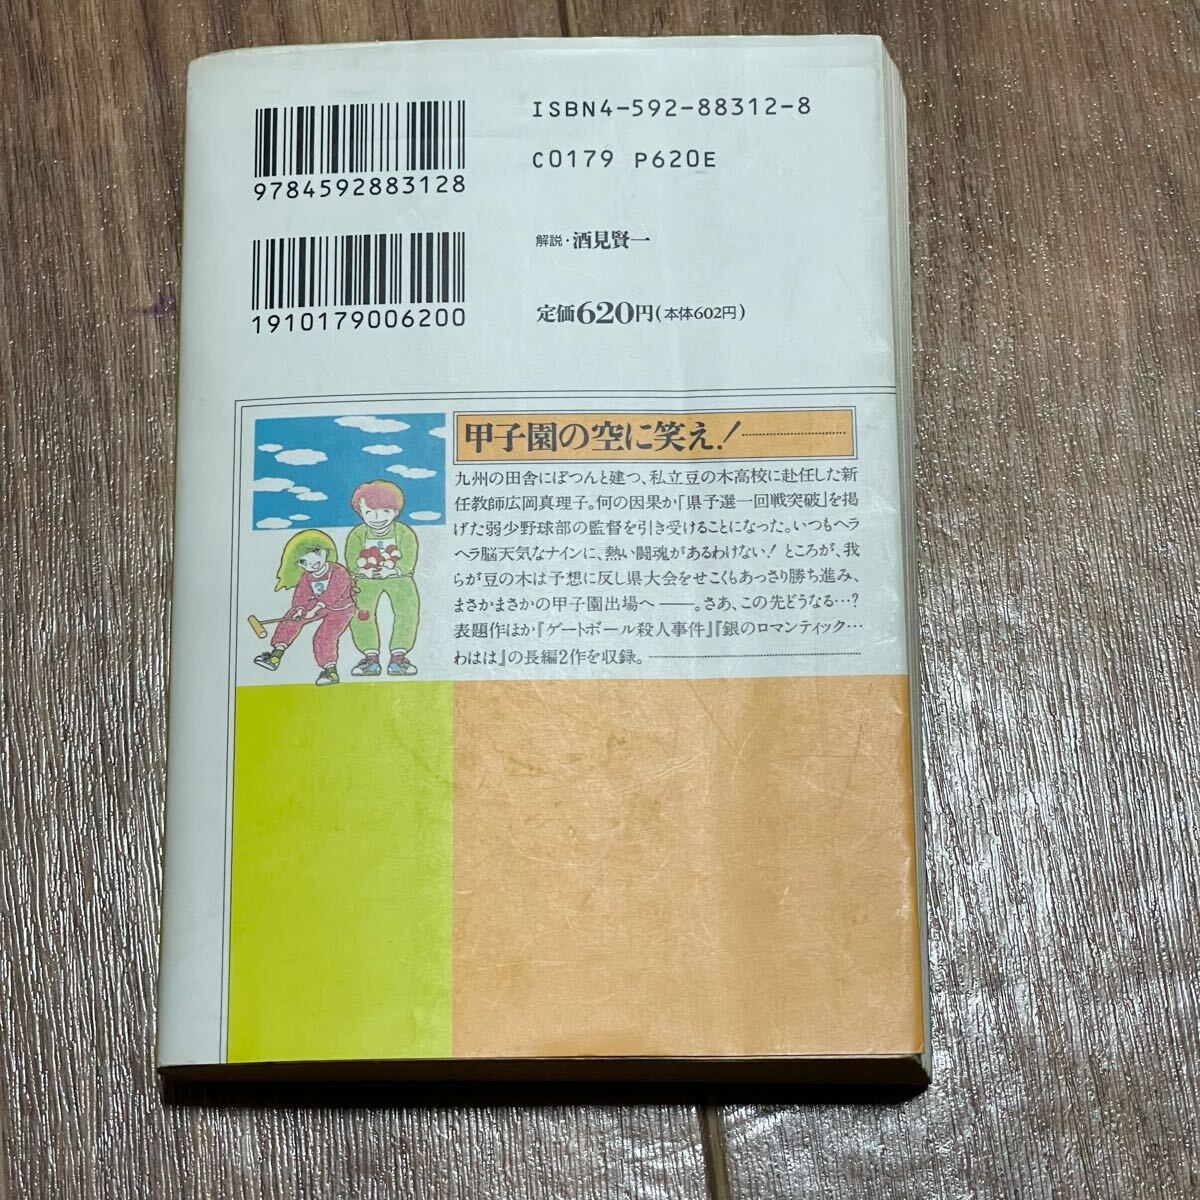 ISBN4-592-88312-8
C0179 P620E
9784592883128
解説・酒見賢一
1910179006200
定価620円(本体602円)
甲子園の空に笑え!
九州の田舎にぽつんと建つ、私立豆の木高校に赴任した新
任教師広岡真理子。何の因果か「県予選一回戦突破」を掲
げた弱少野球部の監督を引き受けることになった。いつもヘラ
ヘラ脳天気なナインに、熱い闘魂があるわけない! ところが、我
らが豆の木は予想に反し県大会をせこくもあっさり勝ち進み、
まさかまさかの甲子園出場へ——。さあ、この先どうなる…?
表題作ほか『ゲートボール殺人事件』『銀のロマンティック…
わはは』の長編2作を収録。